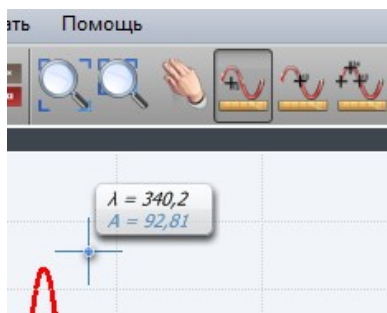 ать Помощь
λ = 340,2
A = 92,81